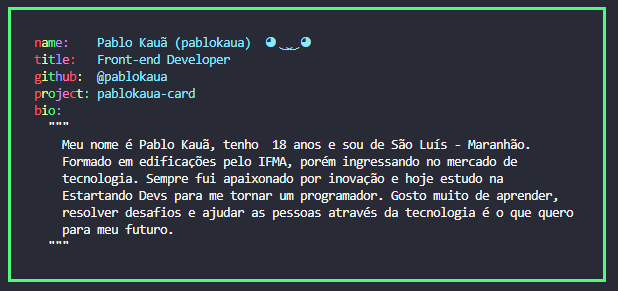 name: Pablo Kauã (pablokaua) ◕‿‿◕
title: Front-end Developer
github: @pablokaua
project: pablokaua-card
bio:
"""
Meu nome é Pablo Kauã, tenho 18 anos e sou de São Luís - Maranhão.
Formado em edificações pelo IFMA, porém ingressando no mercado de
tecnologia. Sempre fui apaixonado por inovação e hoje estudo na
Estartando Devs para me tornar um programador. Gosto muito de aprender,
resolver desafios e ajudar as pessoas através da tecnologia é o que quero
para meu futuro.
"""